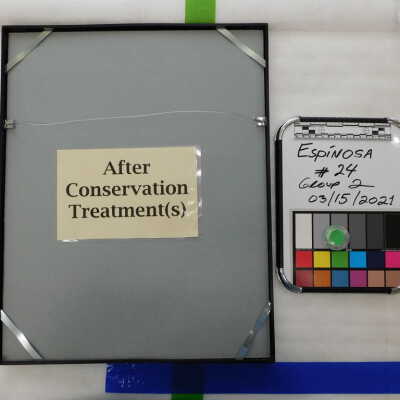 After
Conservation
Treatment(s)
Espinosa
# 24
Group 2
03/15/2021